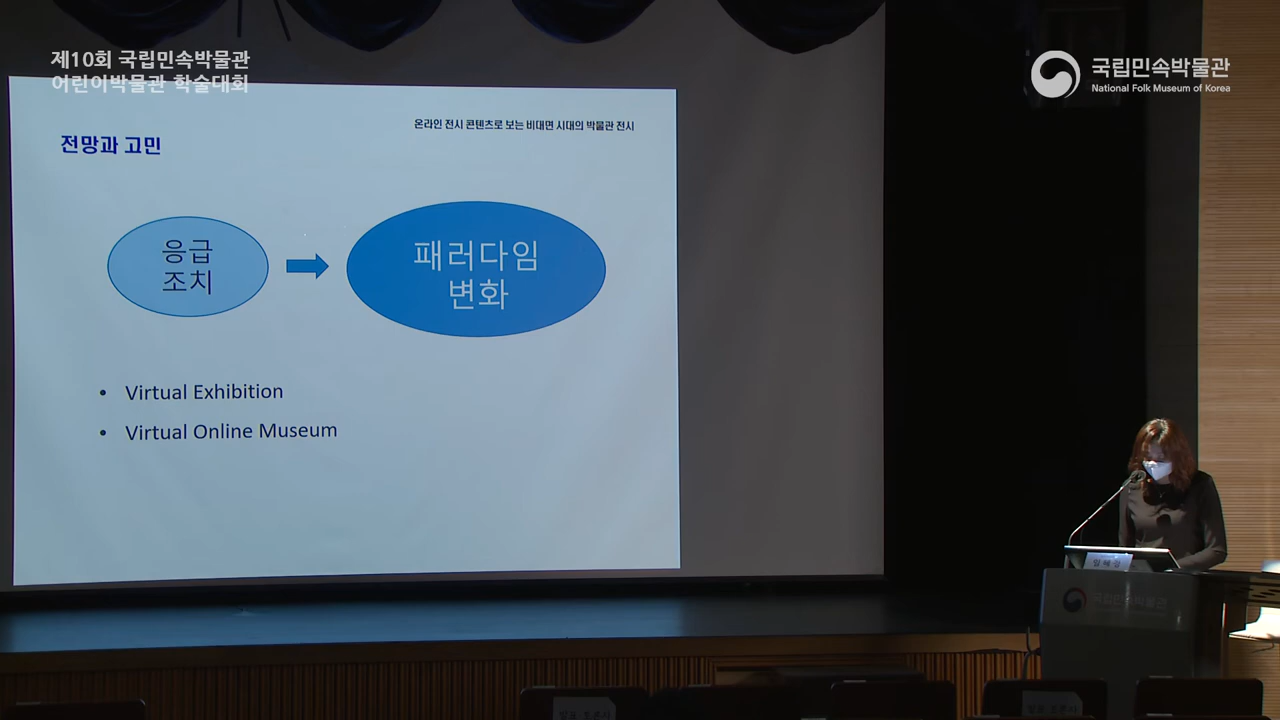 제10회 국립민속박물관
어린이박물관 학술대회
국립민속박물관
National Folk Museum of Korea
온라인 전시 콘텐츠로 보는 비대면 시대의 박물관 전시
전망과 고민
응급
조치
패러다임
변화
• Virtual Exhibition
• Virtual Online Museum
국립민속박물관